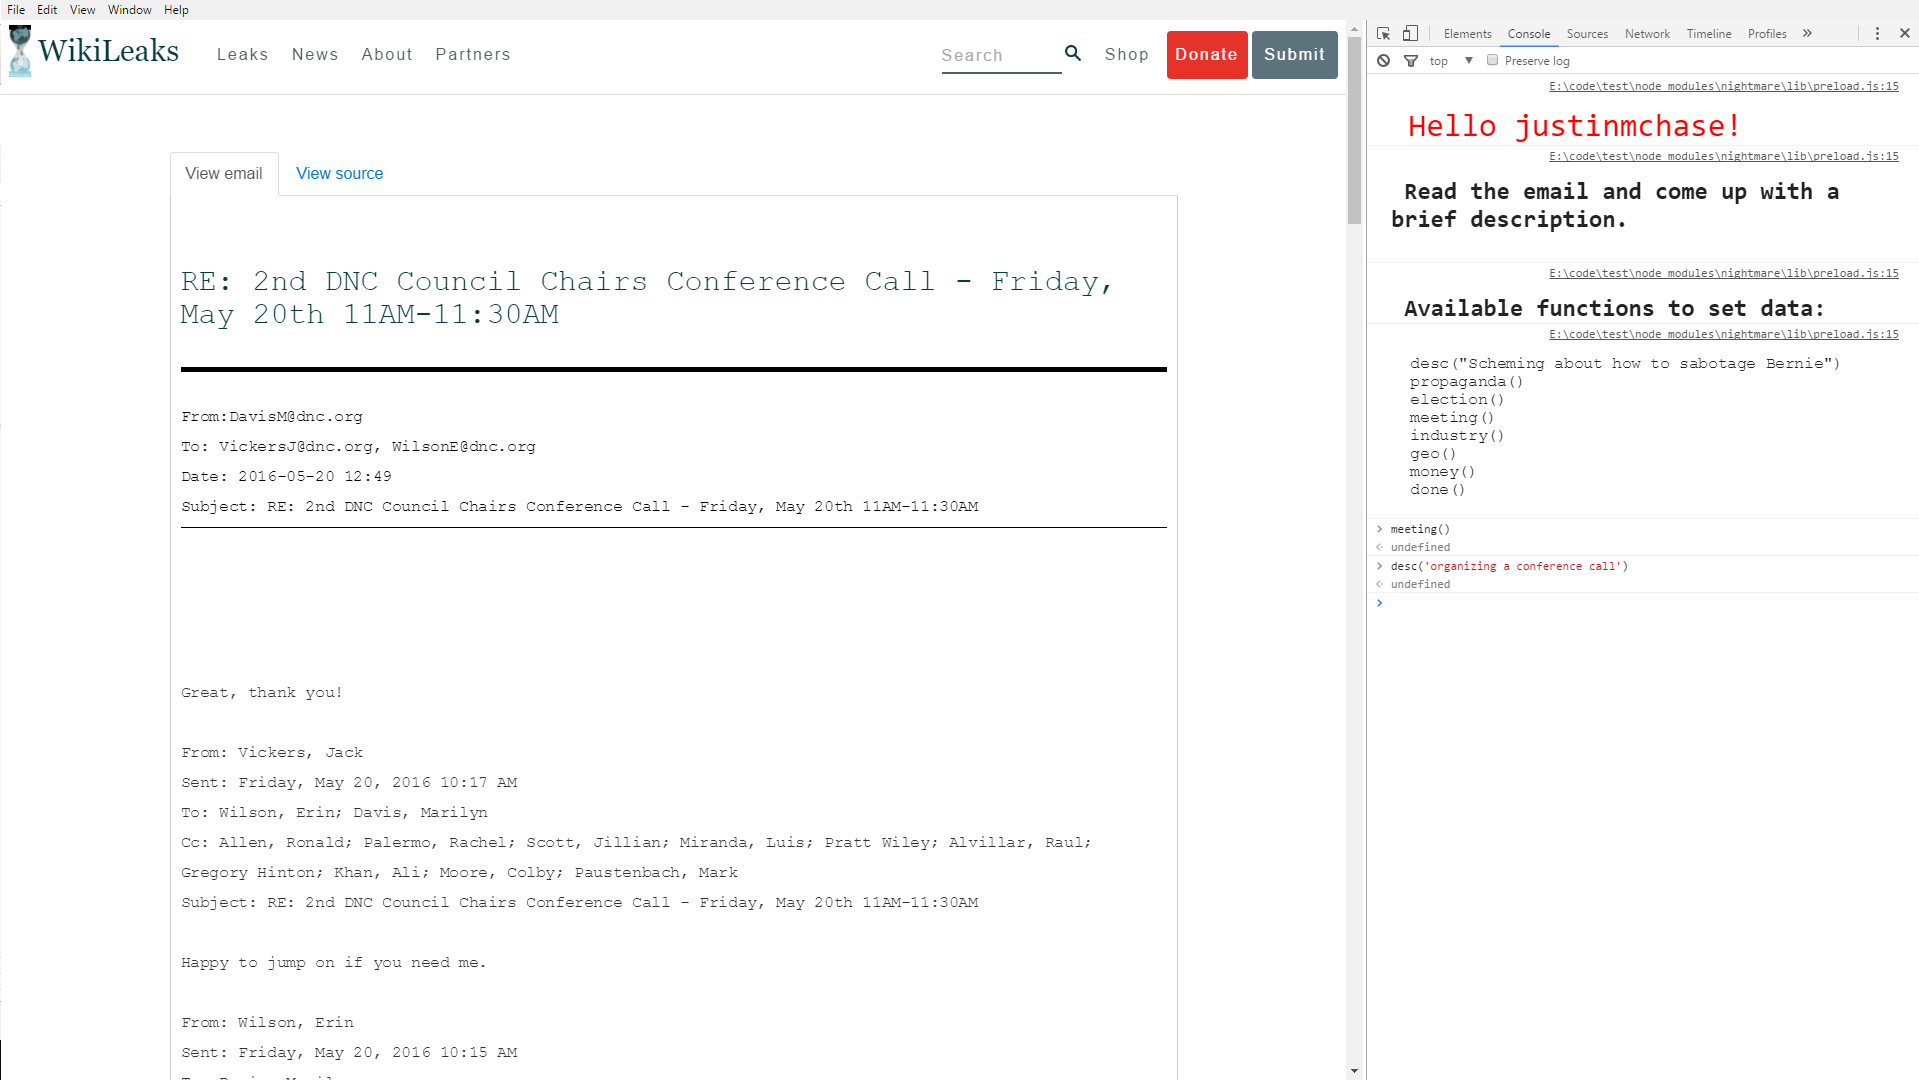 File Edit View Window Help
WikiLeaks Leaks News About Partners Search Shop Donate Submit
View email View source
RE: 2nd DNC Council Chairs Conference Call - Friday,
May 20th 11AM-11:30AM
From:DavisM@dnc.org
To: VickersJ@dnc.org, WilsonE@dnc.org
Date: 2016-05-20 12:49
Subject: RE: 2nd DNC Council Chairs Conference Call - Friday, May 20th 11AM-11:30AM
Great, thank you!
From: Vickers, Jack
Sent: Friday, May 20, 2016 10:17 AM
To: Wilson, Erin; Davis, Marilyn
Cc: Allen, Ronald; Palermo, Rachel; Scott, Jillian; Miranda, Luis; Pratt Wiley; Alvillar, Raul;
Gregory Hinton; Khan, Ali; Moore, Colby; Paustenbach, Mark
Subject: RE: 2nd DNC Council Chairs Conference Call - Friday, May 20th 11AM-11:30AM
Happy to jump on if you need me.
From: Wilson, Erin
Sent: Friday, May 20, 2016 10:15 AM
Elements Console Sources Network Timeline Profiles »
top Preserve log
E:\code\test\node_modules\nightmare\lib\preload.js:15
Hello justinmchase!
E:\code\test\node_modules\nightmare\lib\preload.js:15
Read the email and come up with a
brief description.
E:\code\test\node_modules\nightmare\lib\preload.js:15
Available functions to set data:
E:\code\test\node_modules\nightmare\lib\preload.js:15
desc("Scheming about how to sabotage Bernie")
propaganda()
election()
meeting()
industry()
geo()
money()
done()
> meeting()
undefined
> desc('organizing a conference call')
undefined
>